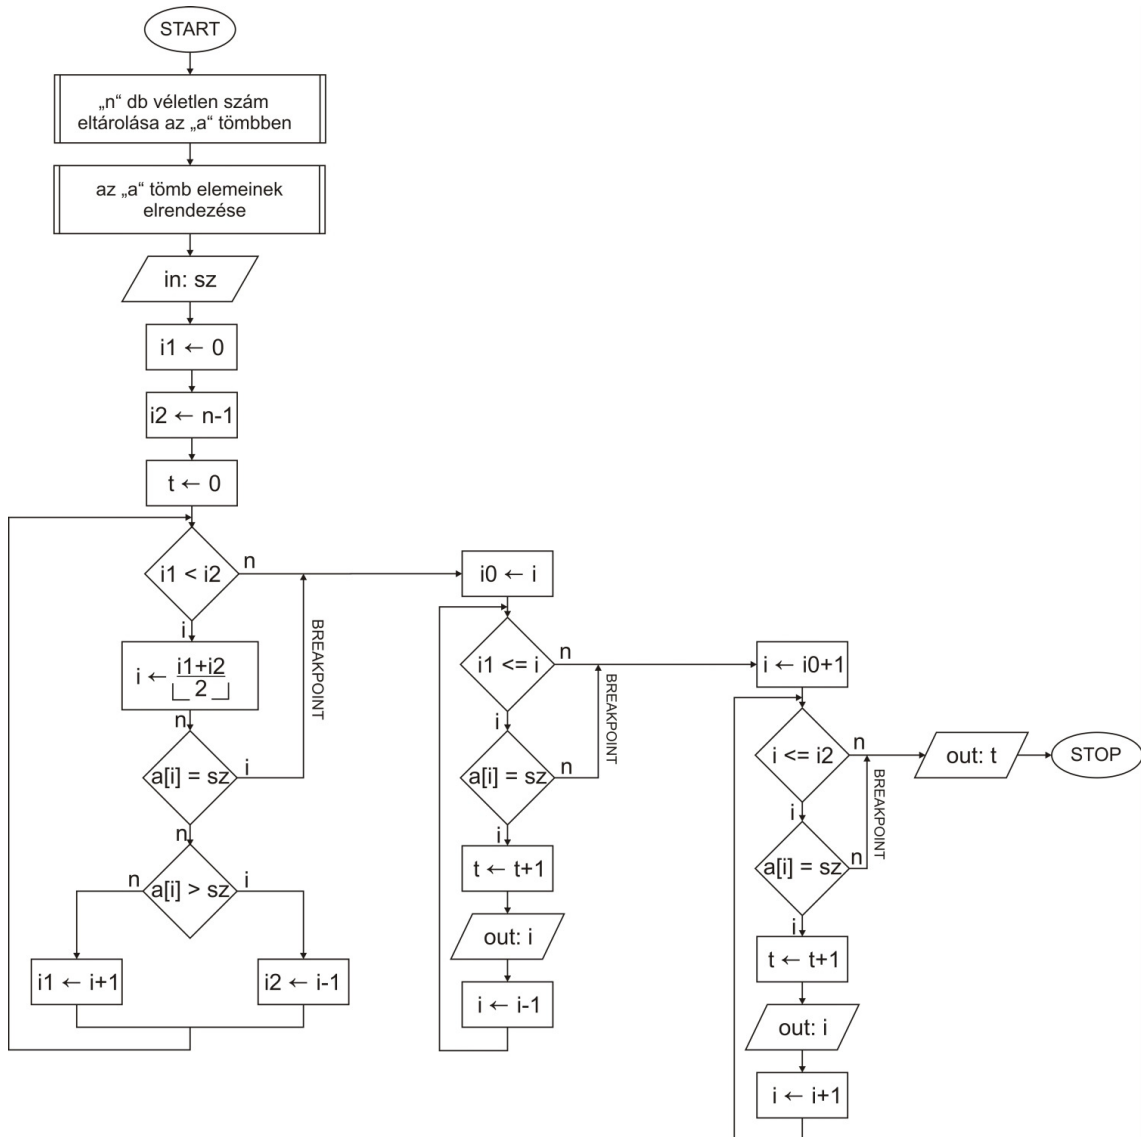 START
„n“ db véletlen szám
eltárolása az „a“ tömbben
az „a“ tömb elemeinek
elrendezése
in: sz
i1 ← 0
i2 ← n-1
t ← 0
i1 < i2
n
i
i ← i1+i2
2
n
a[i] = sz
i
BREAKPOINT
n
a[i] > sz
n
i
i1 ← i+1
i2 ← i-1
i0 ← i
i1 <= i
n
i
a[i] = sz
n
BREAKPOINT
i
t ← t+1
out: i
i ← i-1
i ← i0+1
i <= i2
n
i
a[i] = sz
n
BREAKPOINT
i
t ← t+1
out: i
i ← i+1
out: t
STOP